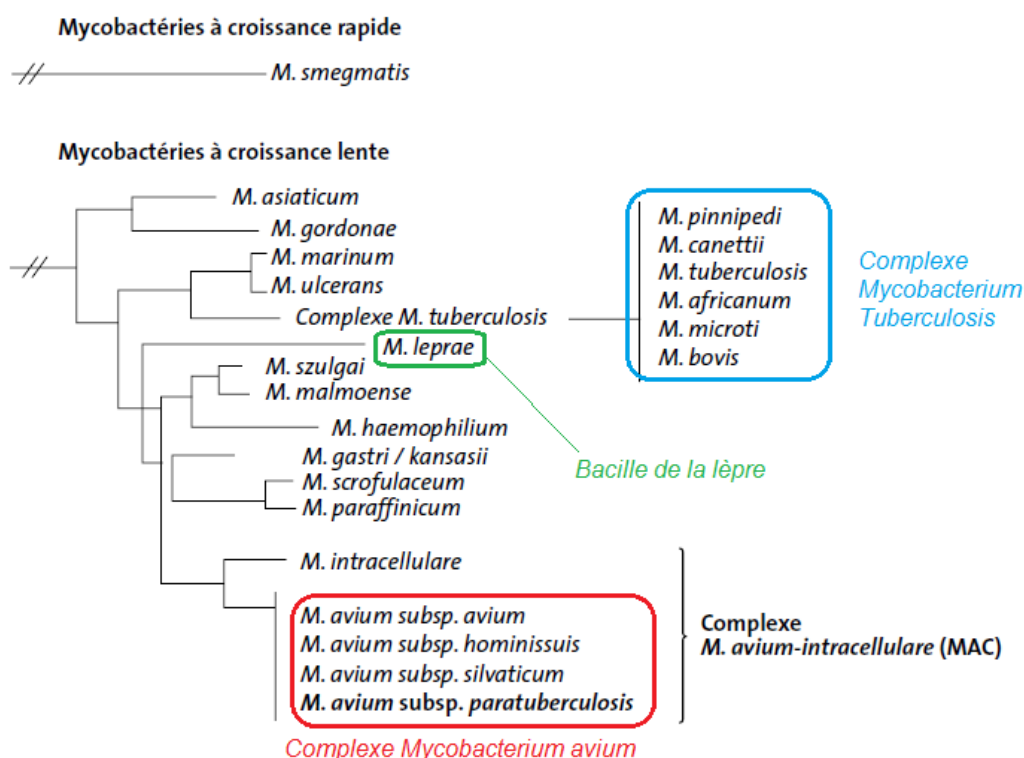 Mycobactéries à croissance rapide
M. smegmatis
Mycobactéries à croissance lente
M. asiaticum
M. gordonae
M. marinum
M. ulcerans
Complexe M. tuberculosis
M. pinnipedi
M. canettii
M. tuberculosis
M. africanum
M. microti
M. bovis
Complexe
Mycobacterium
Tuberculosis
M. leprae
M. szulgai
M. malmoense
M. haemophilium
M. gastri / kansasii
M. scrofulaceum
M. paraffinicum
Bacille de la lèpre
M. intracellulare
M. avium subsp. avium
M. avium subsp. hominissuis
M. avium subsp. silvaticum
M. avium subsp. paratuberculosis
Complexe
M. avium-intracellulare (MAC)
Complexe Mycobacterium avium